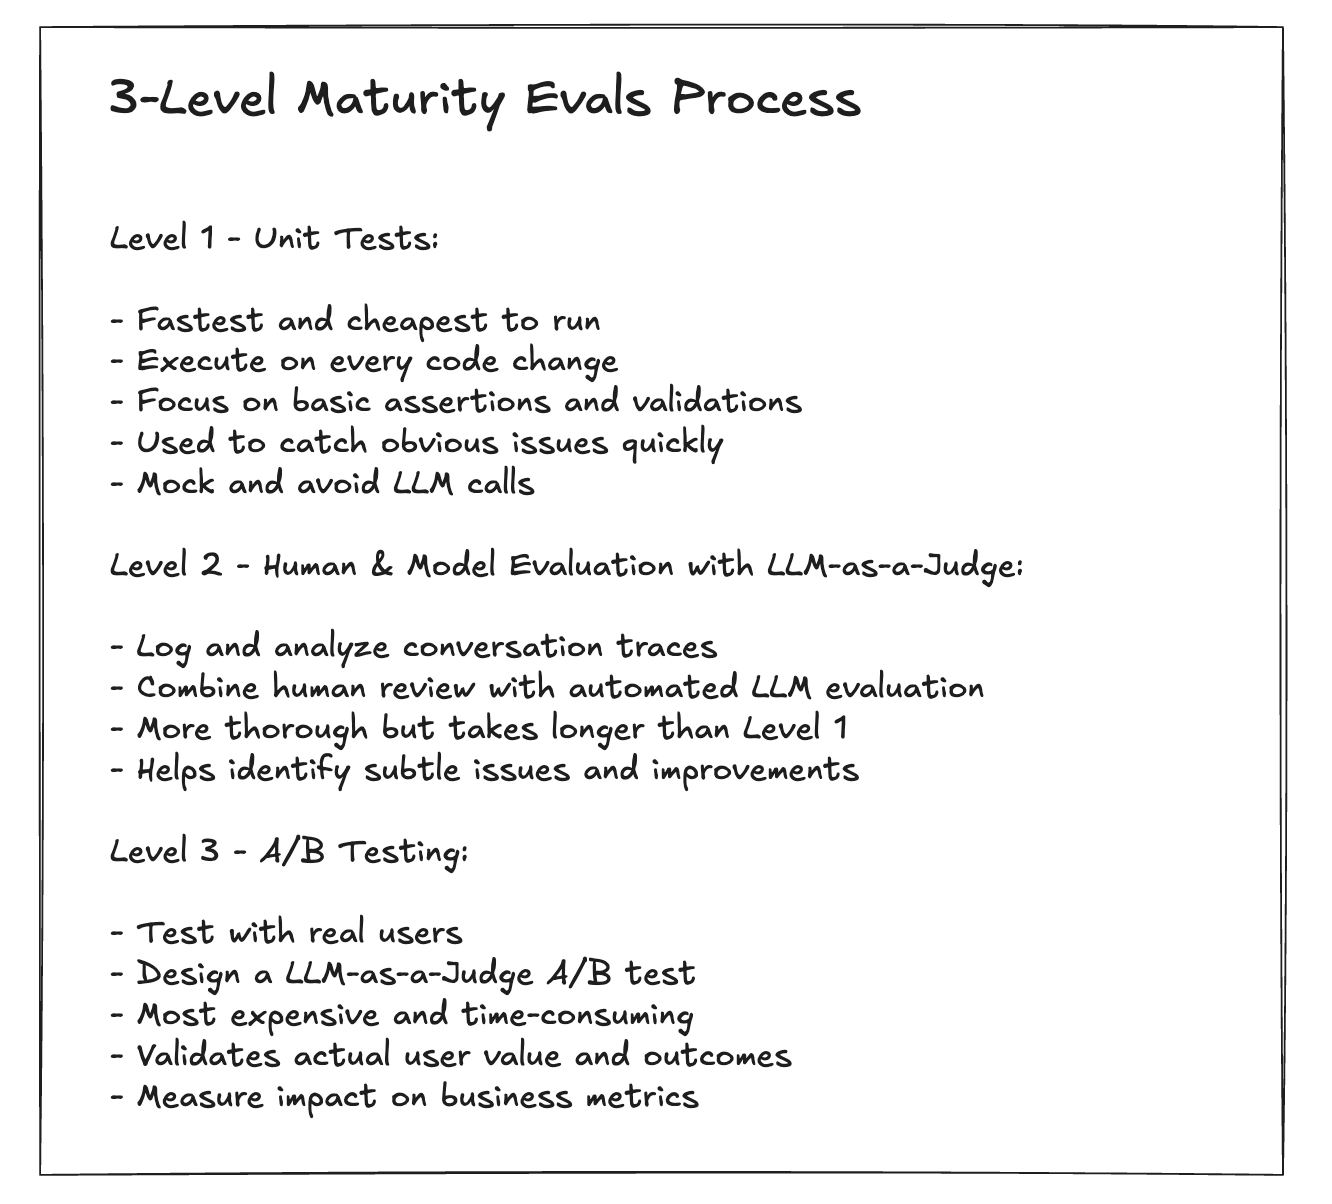 3-Level Maturity Evals Process
Level 1 - Unit Tests:
- Fastest and cheapest to run
- Execute on every code change
- Focus on basic assertions and validations
- Used to catch obvious issues quickly
- Mock and avoid LLM calls
Level 2 - Human & Model Evaluation with LLM-as-a-Judge:
- Log and analyze conversation traces
- Combine human review with automated LLM evaluation
- More thorough but takes longer than Level 1
- Helps identify subtle issues and improvements
Level 3 - A/B Testing:
- Test with real users
- Design a LLM-as-a-Judge A/B test
- Most expensive and time-consuming
- Validates actual user value and outcomes
- Measure impact on business metrics